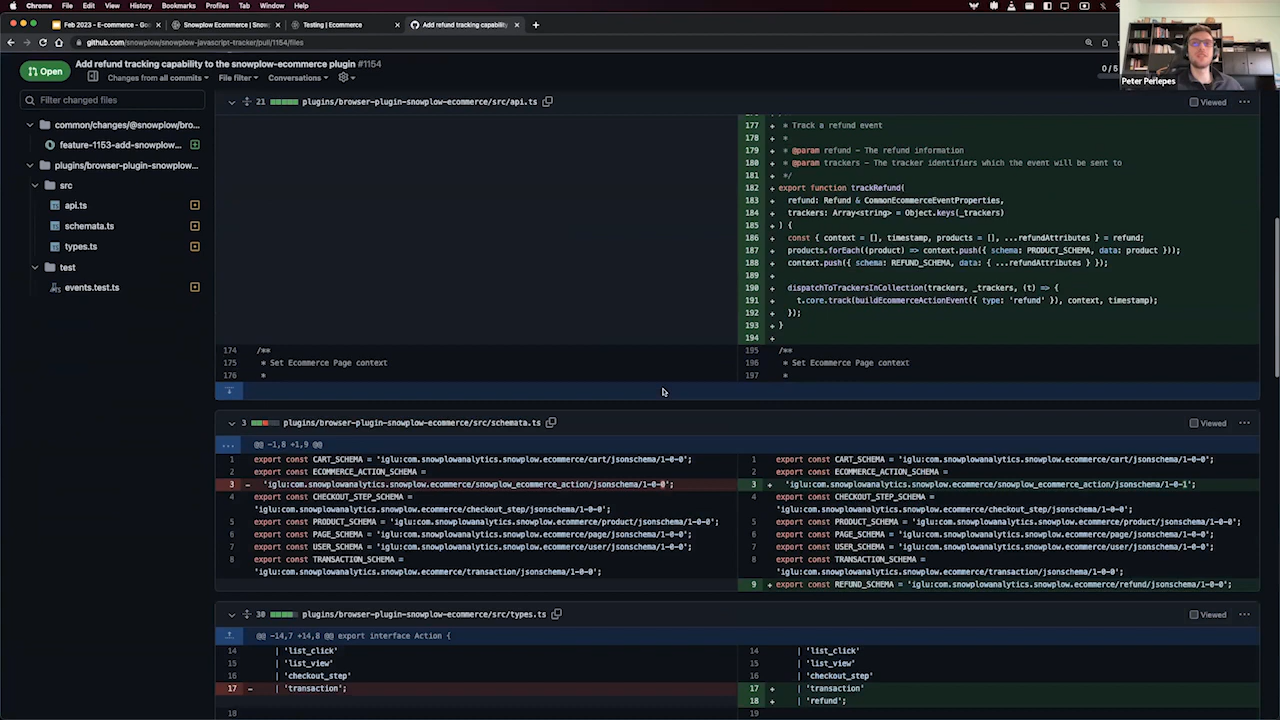 Chrome File Edit View History Bookmarks Profiles Tab Window Help
Feb 2023 - E-commerce - Go
Snowplow Ecommerce | Snow
Testing | Ecommerce
Add refund tracking capability
github.com/snowplow/snowplow-javascript-tracker/pull/1154/files
Peter Perlepes
Open
Add refund tracking capability to the snowplow-ecommerce plugin #1154
Changes from all commits File filter Conversations
0 / 5
Filter changed files
common/changes/@snowplow/bro...
feature-1153-add-snowplow...
plugins/browser-plugin-snowplow...
src
api.ts
schemata.ts
types.ts
test
events.test.ts
21 plugins/browser-plugin-snowplow-ecommerce/src/api.ts
Viewed
177 + * Track a refund event
178 + *
179 + * @param refund - The refund information
180 + * @param trackers - The tracker identifiers which the event will be sent to
181 + */
182 + export function trackRefund(
183 + refund: Refund & CommonEcommerceEventProperties,
184 + trackers: Array<string> = Object.keys(_trackers)
185 + ) {
186 + const { context = [], timestamp, products = [], ...refundAttributes } = refund;
187 + products.forEach((product) => context.push({ schema: PRODUCT_SCHEMA, data: product }));
188 + context.push({ schema: REFUND_SCHEMA, data: { ...refundAttributes } });
189 +
190 + dispatchToTrackersInCollection(trackers, _trackers, (t) => {
191 + t.core.track(buildEcommerceActionEvent({ type: 'refund' }), context, timestamp);
192 + });
193 + }
194 +
174 /** 195 /**
175 * Set Ecommerce Page context 196 * Set Ecommerce Page context
176 * 197 *
3 plugins/browser-plugin-snowplow-ecommerce/src/schemata.ts
Viewed
@@ -1,8 +1,9 @@
1 export const CART_SCHEMA = 'iglu:com.snowplowanalytics.snowplow.ecommerce/cart/jsonschema/1-0-0';
2 export const ECOMMERCE_ACTION_SCHEMA =
3 - 'iglu:com.snowplowanalytics.snowplow.ecommerce/snowplow_ecommerce_action/jsonschema/1-0-0';
4 export const CHECKOUT_STEP_SCHEMA =
'iglu:com.snowplowanalytics.snowplow.ecommerce/checkout_step/jsonschema/1-0-0';
5 export const PRODUCT_SCHEMA = 'iglu:com.snowplowanalytics.snowplow.ecommerce/product/jsonschema/1-0-0';
6 export const PAGE_SCHEMA = 'iglu:com.snowplowanalytics.snowplow.ecommerce/page/jsonschema/1-0-0';
7 export const USER_SCHEMA = 'iglu:com.snowplowanalytics.snowplow.ecommerce/user/jsonschema/1-0-0';
8 export const TRANSACTION_SCHEMA =
'iglu:com.snowplowanalytics.snowplow.ecommerce/transaction/jsonschema/1-0-0';
1 export const CART_SCHEMA = 'iglu:com.snowplowanalytics.snowplow.ecommerce/cart/jsonschema/1-0-0';
2 export const ECOMMERCE_ACTION_SCHEMA =
3 + 'iglu:com.snowplowanalytics.snowplow.ecommerce/snowplow_ecommerce_action/jsonschema/1-0-1';
4 export const CHECKOUT_STEP_SCHEMA =
'iglu:com.snowplowanalytics.snowplow.ecommerce/checkout_step/jsonschema/1-0-0';
5 export const PRODUCT_SCHEMA = 'iglu:com.snowplowanalytics.snowplow.ecommerce/product/jsonschema/1-0-0';
6 export const PAGE_SCHEMA = 'iglu:com.snowplowanalytics.snowplow.ecommerce/page/jsonschema/1-0-0';
7 export const USER_SCHEMA = 'iglu:com.snowplowanalytics.snowplow.ecommerce/user/jsonschema/1-0-0';
8 export const TRANSACTION_SCHEMA =
'iglu:com.snowplowanalytics.snowplow.ecommerce/transaction/jsonschema/1-0-0';
9 + export const REFUND_SCHEMA = 'iglu:com.snowplowanalytics.snowplow.ecommerce/refund/jsonschema/1-0-0';
30 plugins/browser-plugin-snowplow-ecommerce/src/types.ts
Viewed
@@ -14,7 +14,8 @@ export interface Action {
14 | 'list_click' 14 | 'list_click'
15 | 'list_view' 15 | 'list_view'
16 | 'checkout_step' 16 | 'checkout_step'
17 - | 'transaction'; 17 + | 'transaction'
18 + | 'refund';
18 19